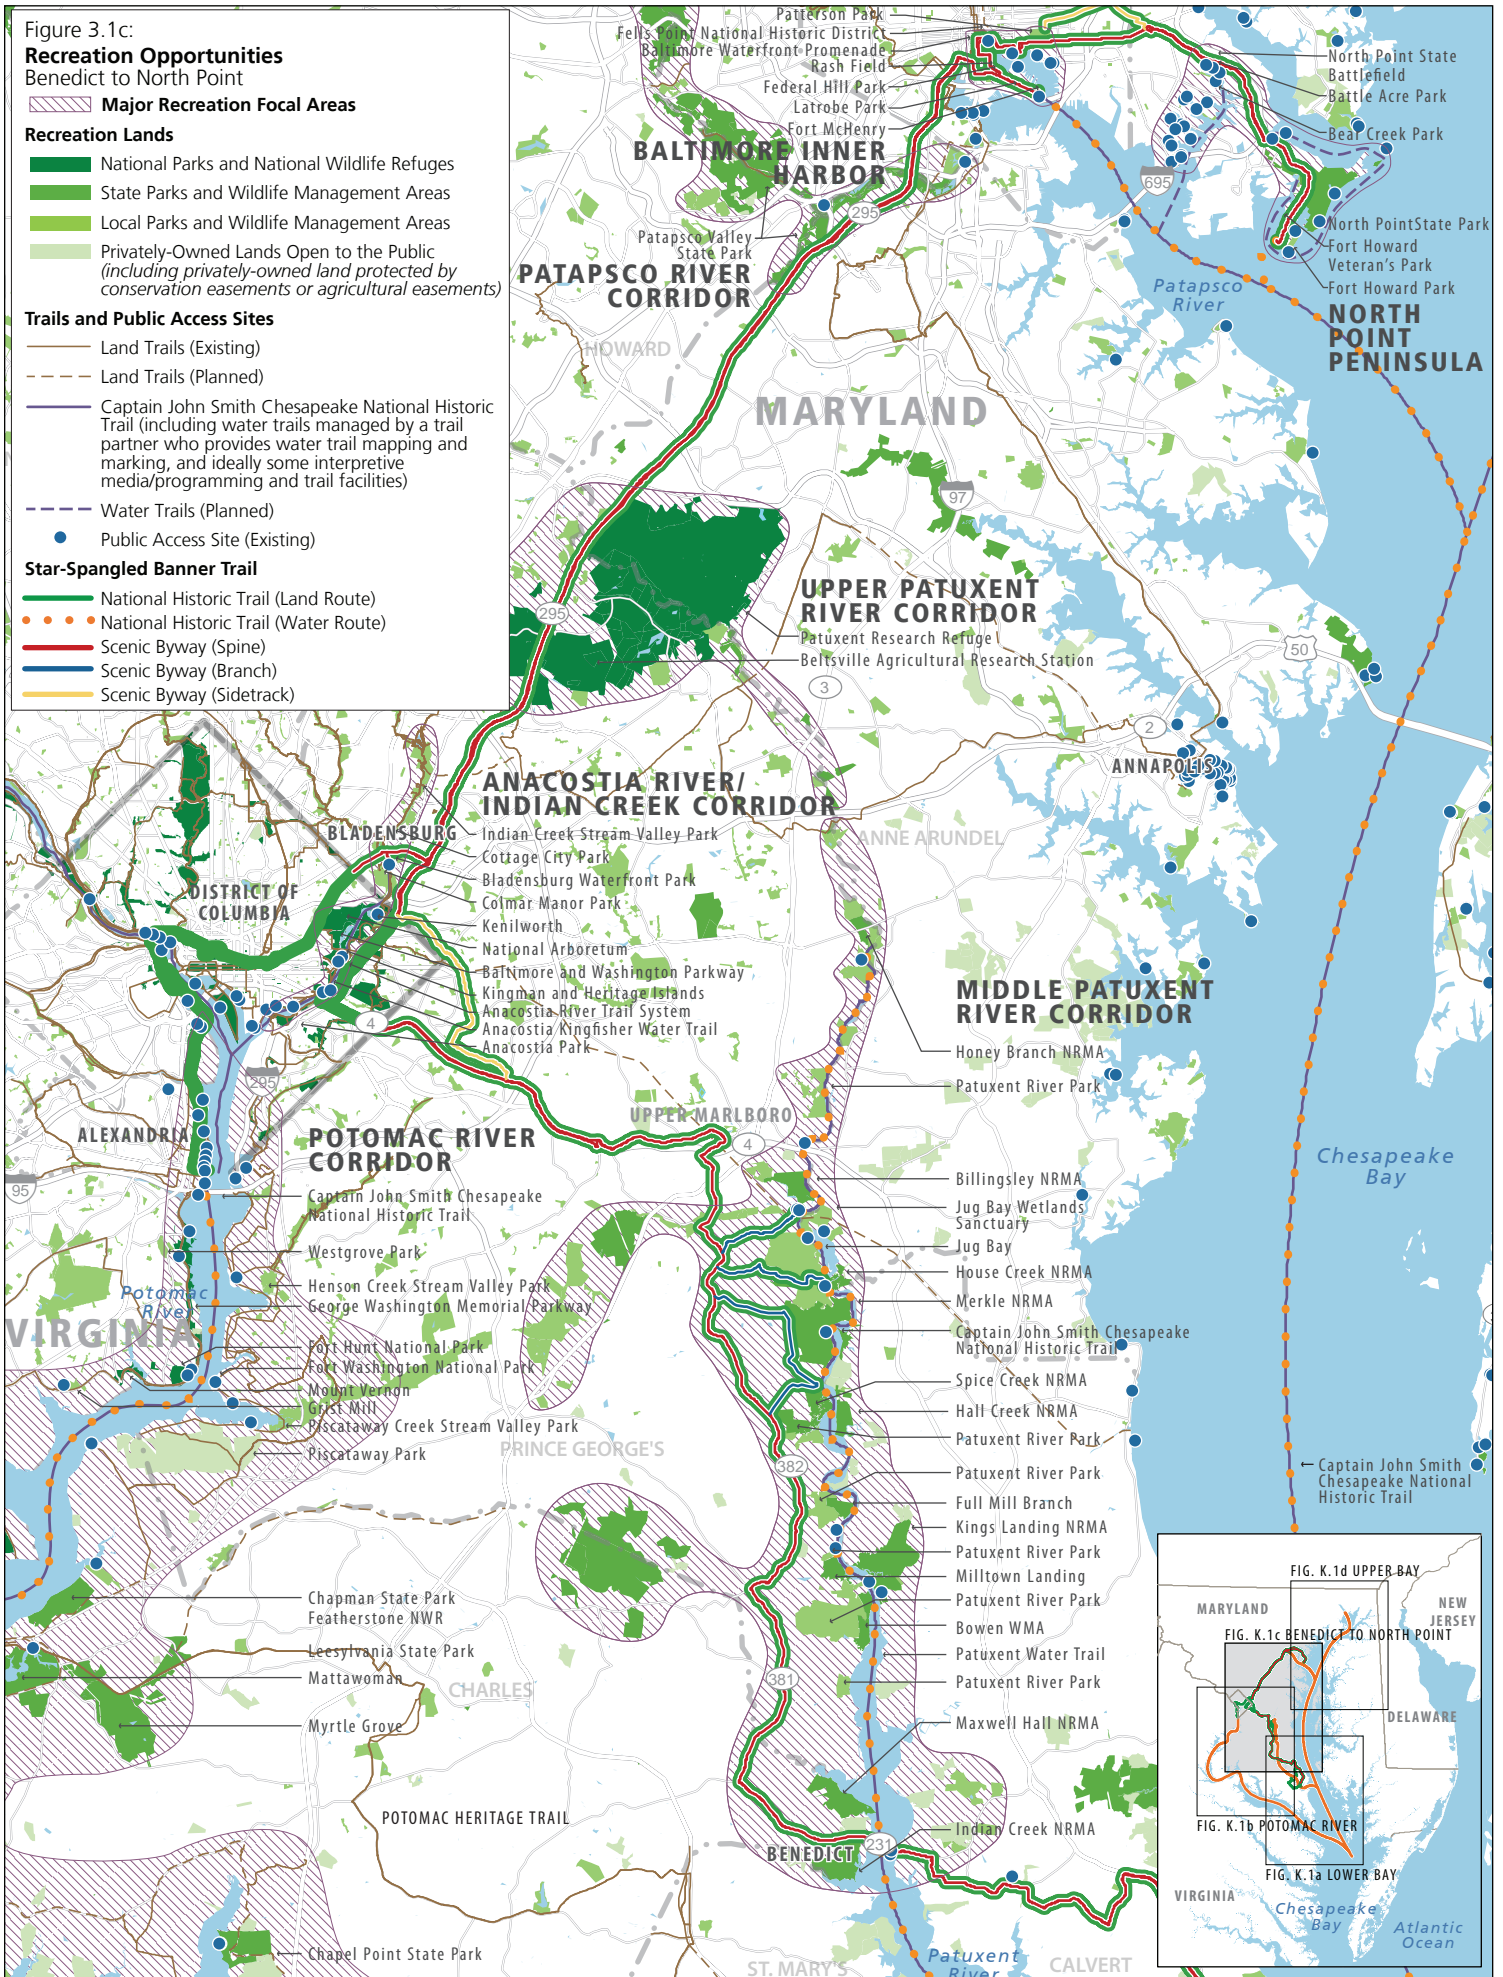 Figure 3.1c:
Recreation Opportunities
Benedict to North Point
Major Recreation Focal Areas
Recreation Lands
National Parks and National Wildlife Refuges
State Parks and Wildlife Management Areas
Local Parks and Wildlife Management Areas
Privately-Owned Lands Open to the Public
(including privately-owned land protected by
conservation easements or agricultural easements)
Trails and Public Access Sites
Land Trails (Existing)
Land Trails (Planned)
Captain John Smith Chesapeake National Historic
Trail (including water trails managed by a trail
partner who provides water trail mapping and
marking, and ideally some interpretive
media/programming and trail facilities)
Water Trails (Planned)
Public Access Site (Existing)
Star-Spangled Banner Trail
National Historic Trail (Land Route)
National Historic Trail (Water Route)
Scenic Byway (Spine)
Scenic Byway (Branch)
Scenic Byway (Sidetrack)
Patterson Park
Fells Point National Historic District
Baltimore Waterfront Promenade
Rash Field
Federal Hill Park
Latrobe Park
Fort McHenry
BALTIMORE INNER
HARBOR
North Point State
Battlefield
Battle Acre Park
Bear Creek Park
695
295
Patapsco Valley
State Park
PATAPSCO RIVER
CORRIDOR
North PointState Park
Fort Howard
Veteran's Park
Fort Howard Park
Patapsco
River
NORTH
POINT
PENINSULA
HOWARD
MARYLAND
97
295
UPPER PATUXENT
RIVER CORRIDOR
Patuxent Research Refuge
Beltsville Agricultural Research Station
3
50
2
ANNAPOLIS
ANACOSTIA RIVER/
INDIAN CREEK CORRIDOR
BLADENSBURG
Indian Creek Stream Valley Park
Cottage City Park
Bladensburg Waterfront Park
Colmar Manor Park
Kenilworth
National Arboretum
Baltimore and Washington Parkway
Kingman and Heritage Islands
Anacostia River Trail System
Anacostia Kingfisher Water Trail
Anacostia Park
ANNE ARUNDEL
DISTRICT OF
COLUMBIA
4
295
MIDDLE PATUXENT
RIVER CORRIDOR
Honey Branch NRMA
Patuxent River Park
UPPER MARLBORO
4
ALEXANDRIA
POTOMAC RIVER
CORRIDOR
95
Captain John Smith Chesapeake
National Historic Trail
Westgrove Park
Henson Creek Stream Valley Park
George Washington Memorial Parkway
Potomac
River
VIRGINIA
Fort Hunt National Park
Fort Washington National Park
Mount Vernon
Grist Mill
Piscataway Creek Stream Valley Park
Piscataway Park
PRINCE GEORGE'S
Billingsley NRMA
Jug Bay Wetlands
Sanctuary
Jug Bay
House Creek NRMA
Merkle NRMA
Captain John Smith Chesapeake
National Historic Trail
Spice Creek NRMA
Hall Creek NRMA
Patuxent River Park
382
Patuxent River Park
Full Mill Branch
Kings Landing NRMA
Patuxent River Park
Milltown Landing
Patuxent River Park
Bowen WMA
Patuxent Water Trail
Patuxent River Park
Maxwell Hall NRMA
Indian Creek NRMA
Chesapeake
Bay
Captain John Smith
Chesapeake National
Historic Trail
Chapman State Park
Featherstone NWR
Leesylvania State Park
Mattawoman
Myrtle Grove
CHARLES
381
POTOMAC HERITAGE TRAIL
BENEDICT
231
Chapel Point State Park
ST. MARY'S
Patuxent
River
CALVERT
FIG. K.1d UPPER BAY
MARYLAND
NEW
JERSEY
FIG. K.1c BENEDICT TO NORTH POINT
DELAWARE
FIG. K.1b POTOMAC RIVER
FIG. K.1a LOWER BAY
VIRGINIA
Chesapeake
Bay
Atlantic
Ocean